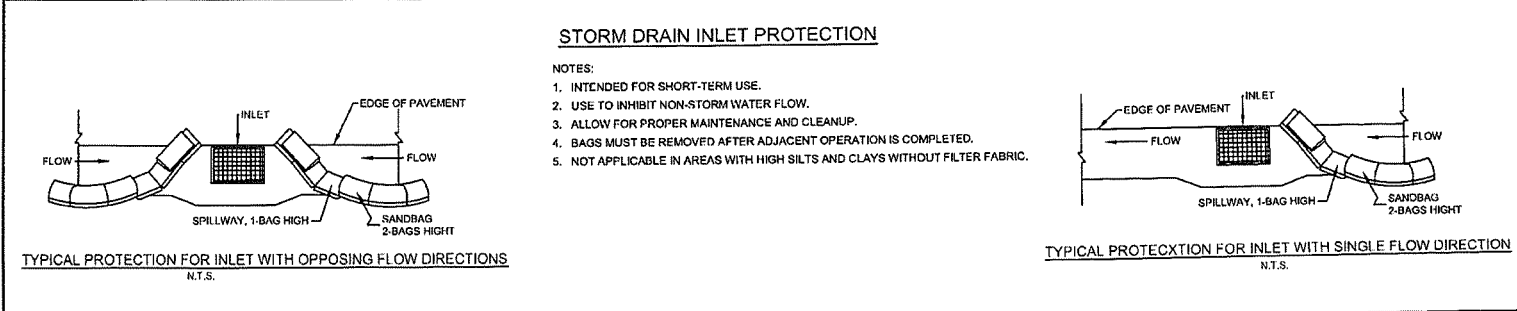 STORM DRAIN INLET PROTECTION
NOTES:
1. INTENDED FOR SHORT-TERM USE.
2. USE TO INHIBIT NON-STORM WATER FLOW.
3. ALLOW FOR PROPER MAINTENANCE AND CLEANUP.
4. BAGS MUST BE REMOVED AFTER ADJACENT OPERATION IS COMPLETED.
5. NOT APPLICABLE IN AREAS WITH HIGH SILTS AND CLAYS WITHOUT FILTER FABRIC.
EDGE OF PAVEMENT
INLET
FLOW
FLOW
SPILLWAY, 1-BAG HIGH
SANDBAG
2-BAGS HIGHT
TYPICAL PROTECTION FOR INLET WITH OPPOSING FLOW DIRECTIONS
N.T.S.
INLET
EDGE OF PAVEMENT
FLOW
FLOW
SPILLWAY, 1-BAG HIGH
SANDBAG
2-BAGS HIGHT
TYPICAL PROTECXTION FOR INLET WITH SINGLE FLOW DIRECTION
N.T.S.